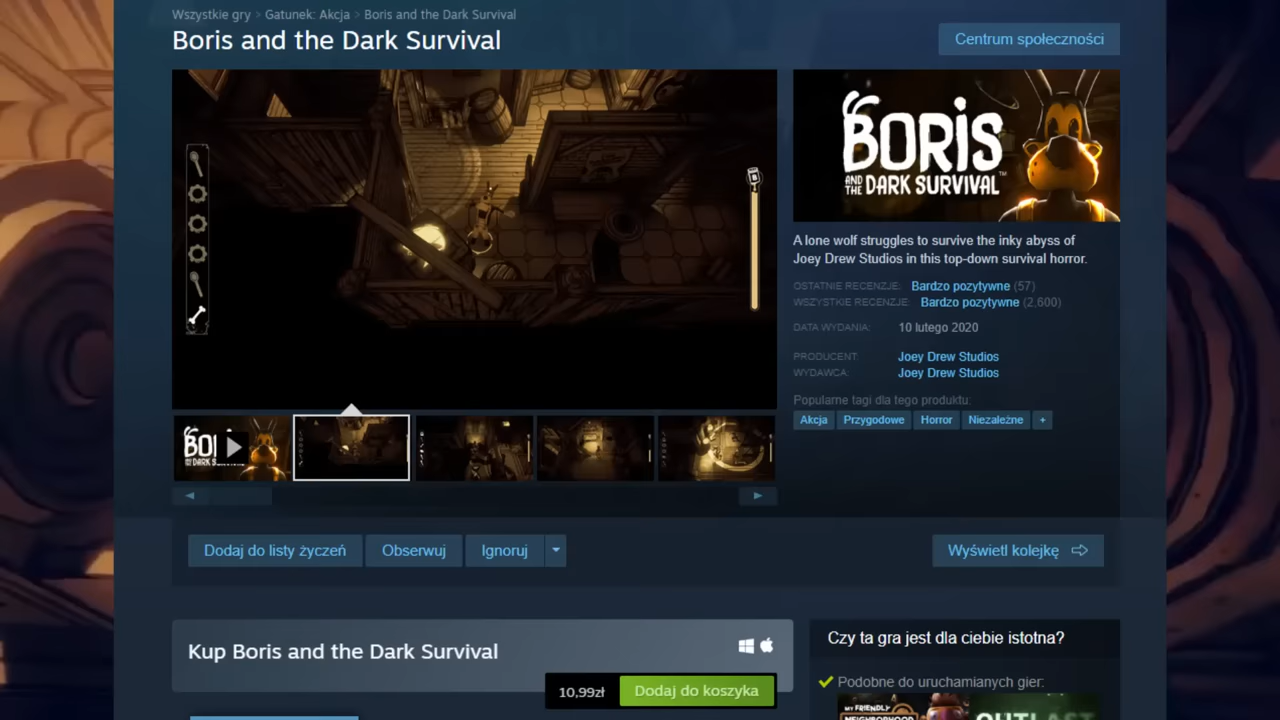 Wszystkie gry > Gatunek: Akcja > Boris and the Dark Survival
Boris and the Dark Survival
Centrum społeczności
BORIS
AND THE DARK SURVIVAL™
A lone wolf struggles to survive the inky abyss of
Joey Drew Studios in this top-down survival horror.
OSTATNIE RECENZJE: Bardzo pozytywne (57)
WSZYSTKIE RECENZJE: Bardzo pozytywne (2,600)
DATA WYDANIA: 10 lutego 2020
PRODUCENT: Joey Drew Studios
WYDAWCA: Joey Drew Studios
Popularne tagi dla tego produktu:
Akcja Przygodowe Horror Niezależne +
Dodaj do listy życzeń Obserwuj Ignoruj Wyświetl kolejkę
Kup Boris and the Dark Survival
10,99zł Dodaj do koszyka
Czy ta gra jest dla ciebie istotna?
Podobne do uruchamianych gier:
MY FRIENDLY
NEIGHBORHOOD
OUTLAST